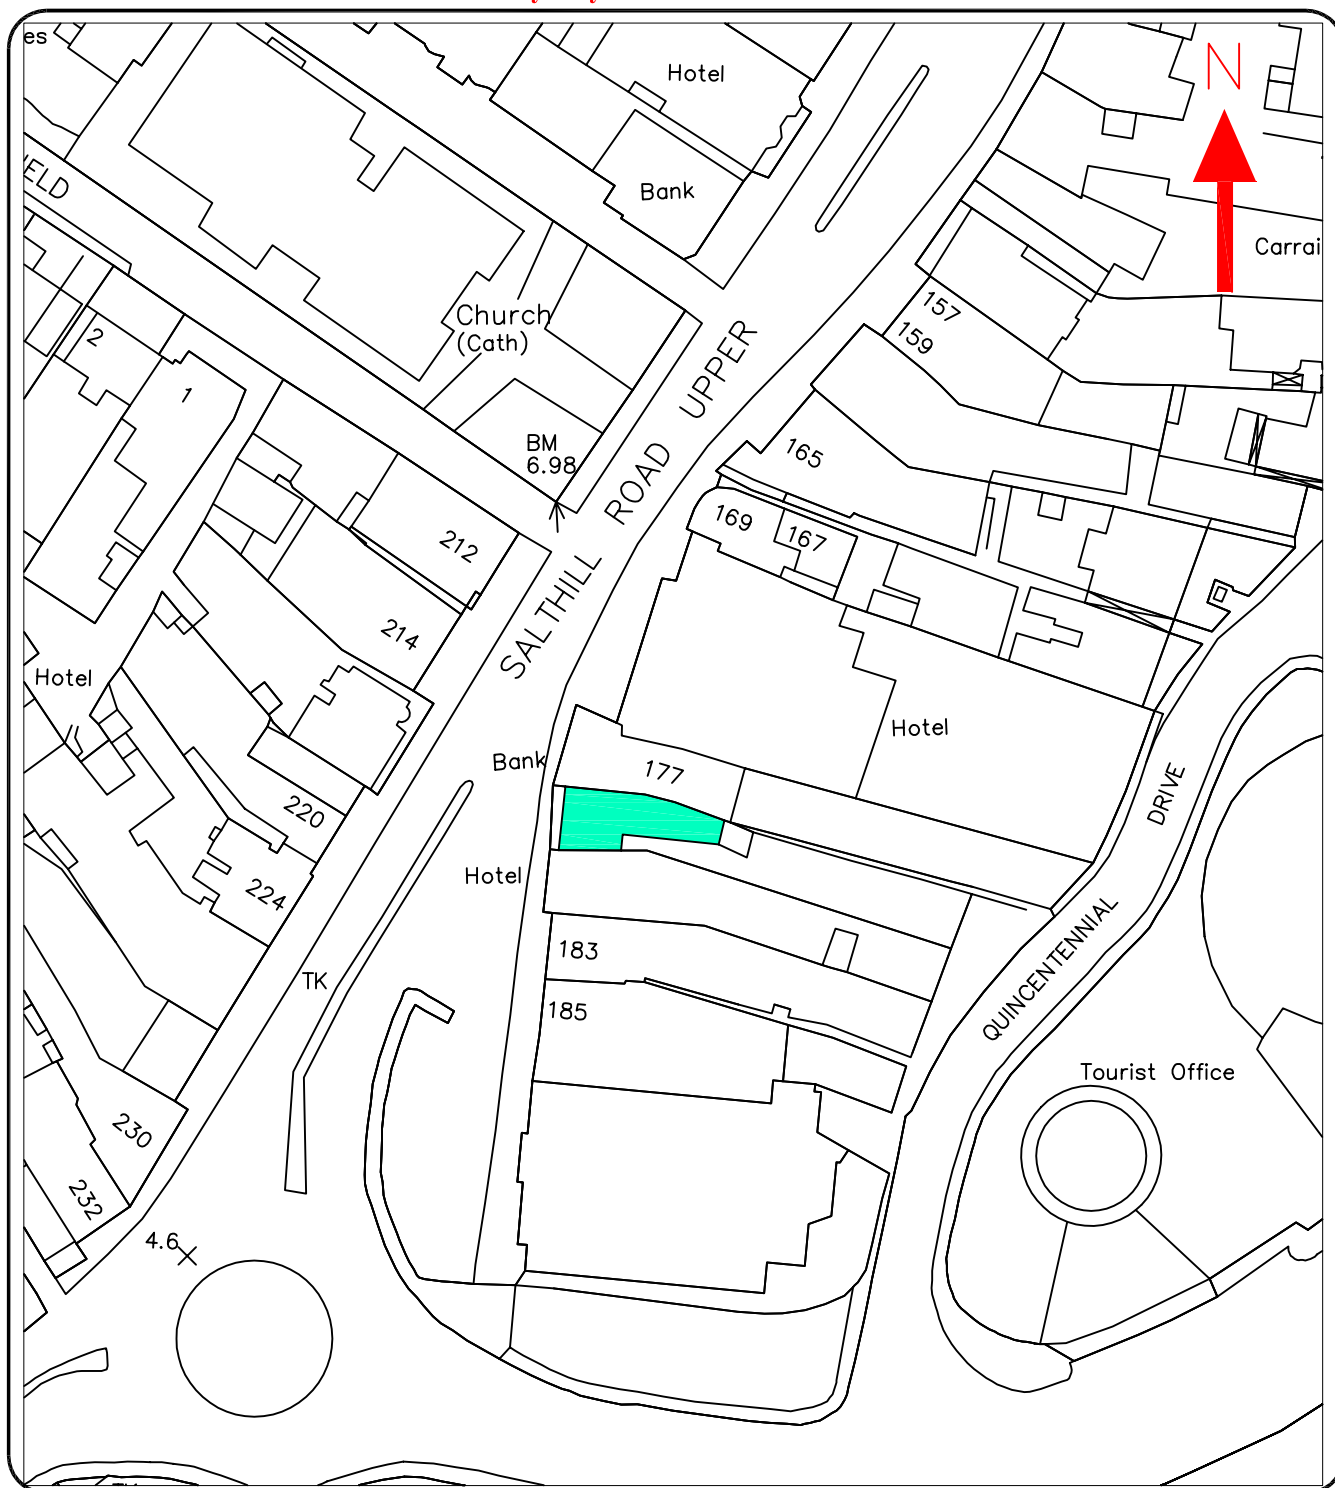 es
Hotel
N
Bank
Carrai
157
159
2
Church
(Cath)
1
SALTHILL ROAD UPPER
BM
6.98
165
169
167
212
214
Hotel
Hotel
Bank
177
DRIVE
220
Hotel
224
183
TK
185
QUINCENTENNIAL
Tourist Office
230
232
4.6